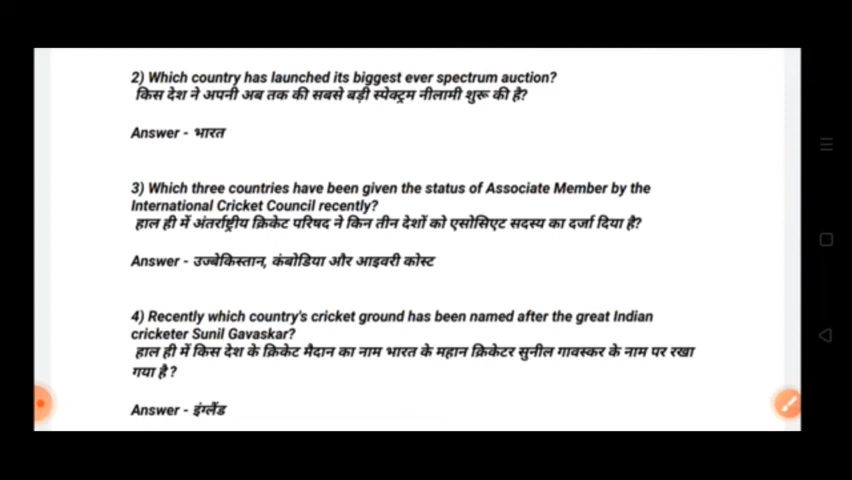 2) Which country has launched its biggest ever spectrum auction?
किस देश ने अपनी अब तक की सबसे बड़ी स्पेक्ट्रम नीलामी शुरू की है?
Answer - भारत
3) Which three countries have been given the status of Associate Member by the
International Cricket Council recently?
हाल ही में अंतर्राष्ट्रीय क्रिकेट परिषद ने किन तीन देशों को एसोसिएट सदस्य का दर्जा दिया है?
Answer - उज्बेकिस्तान, कंबोडिया और आइवरी कोस्ट
4) Recently which country's cricket ground has been named after the great Indian
cricketer Sunil Gavaskar?
हाल ही में किस देश के क्रिकेट मैदान का नाम भारत के महान क्रिकेटर सुनील गावस्कर के नाम पर रखा
गया है?
Answer - इंग्लैंड